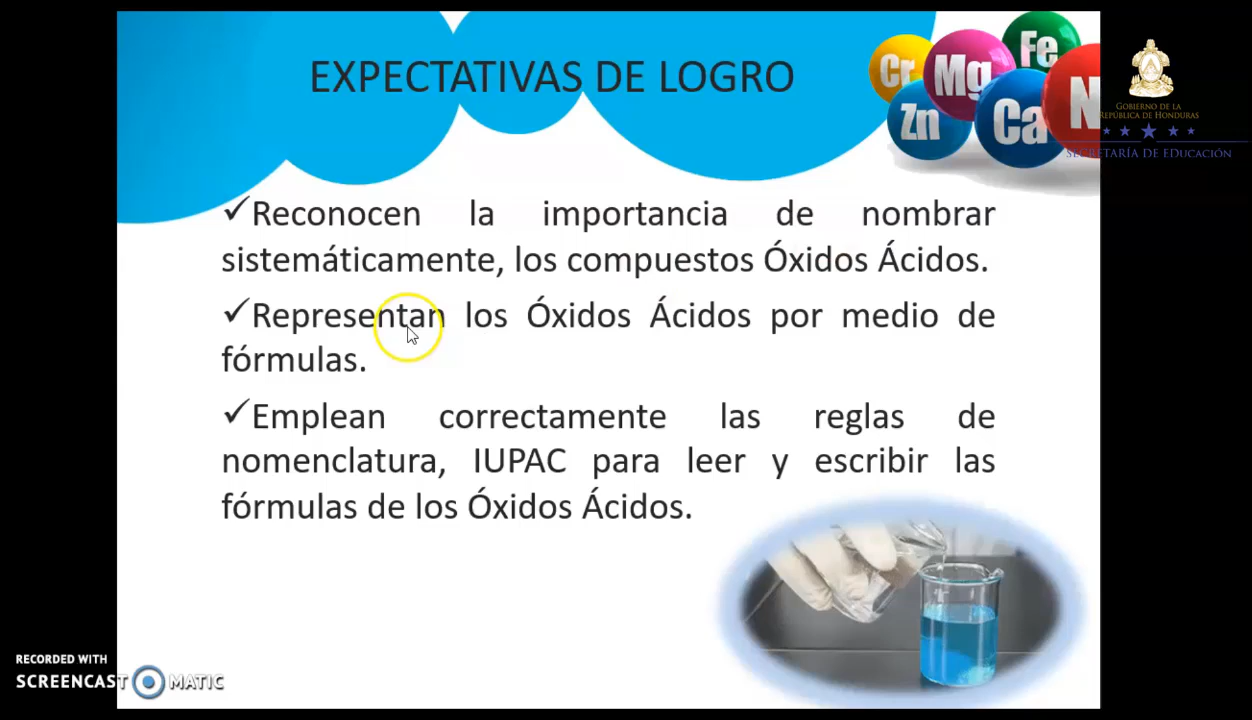 EXPECTATIVAS DE LOGRO
Cr
Mg
Fe
Zn
Ca
N
GOBIERNO DE LA
REPÚBLICA DE HONDURAS
SECRETARÍA DE EDUCACIÓN
✓Reconocen la importancia de nombrar
sistemáticamente, los compuestos Óxidos Ácidos.
✓Representan los Óxidos Ácidos por medio de
fórmulas.
✓Emplean correctamente las reglas de
nomenclatura, IUPAC para leer y escribir las
fórmulas de los Óxidos Ácidos.
RECORDED WITH
SCREENCAST MATIC